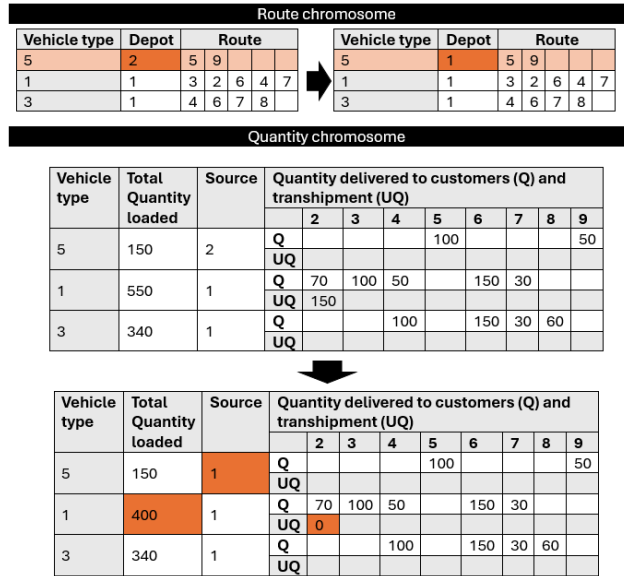 Route chromosome
Vehicle type Depot Route Vehicle type Depot Route
5 2 5 9 5 1 5 9
1 1 3 2 6 4 7 1 1 3 2 6 4 7
3 1 4 6 7 8 3 1 4 6 7 8
Quantity chromosome
Vehicle type Total Quantity loaded Source Quantity delivered to customers (Q) and transhipment (UQ)
2 3 4 5 6 7 8 9
5 150 2 Q 100 50
UQ
1 550 1 Q 70 100 50 150 30
UQ 150
3 340 1 Q 100 150 30 60
UQ
Vehicle type Total Quantity loaded Source Quantity delivered to customers (Q) and transhipment (UQ)
2 3 4 5 6 7 8 9
5 150 1 Q 100 50
UQ
1 400 1 Q 70 100 50 150 30
UQ 0
3 340 1 Q 100 150 30 60
UQ